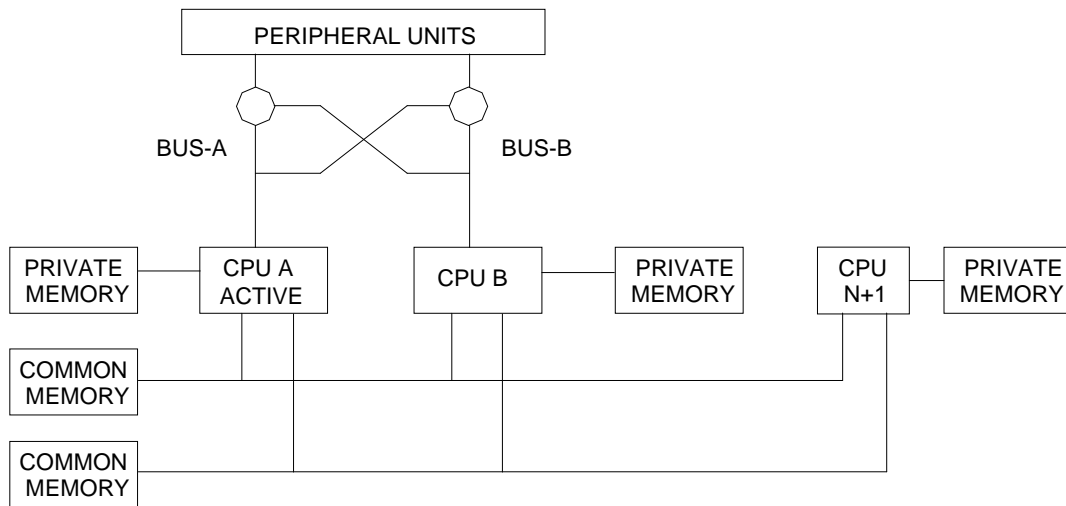 PERIPHERAL UNITS
BUS-A
BUS-B
PRIVATE
MEMORY
CPU A
ACTIVE
CPU B
PRIVATE
MEMORY
CPU
N+1
PRIVATE
MEMORY
COMMON
MEMORY
COMMON
MEMORY